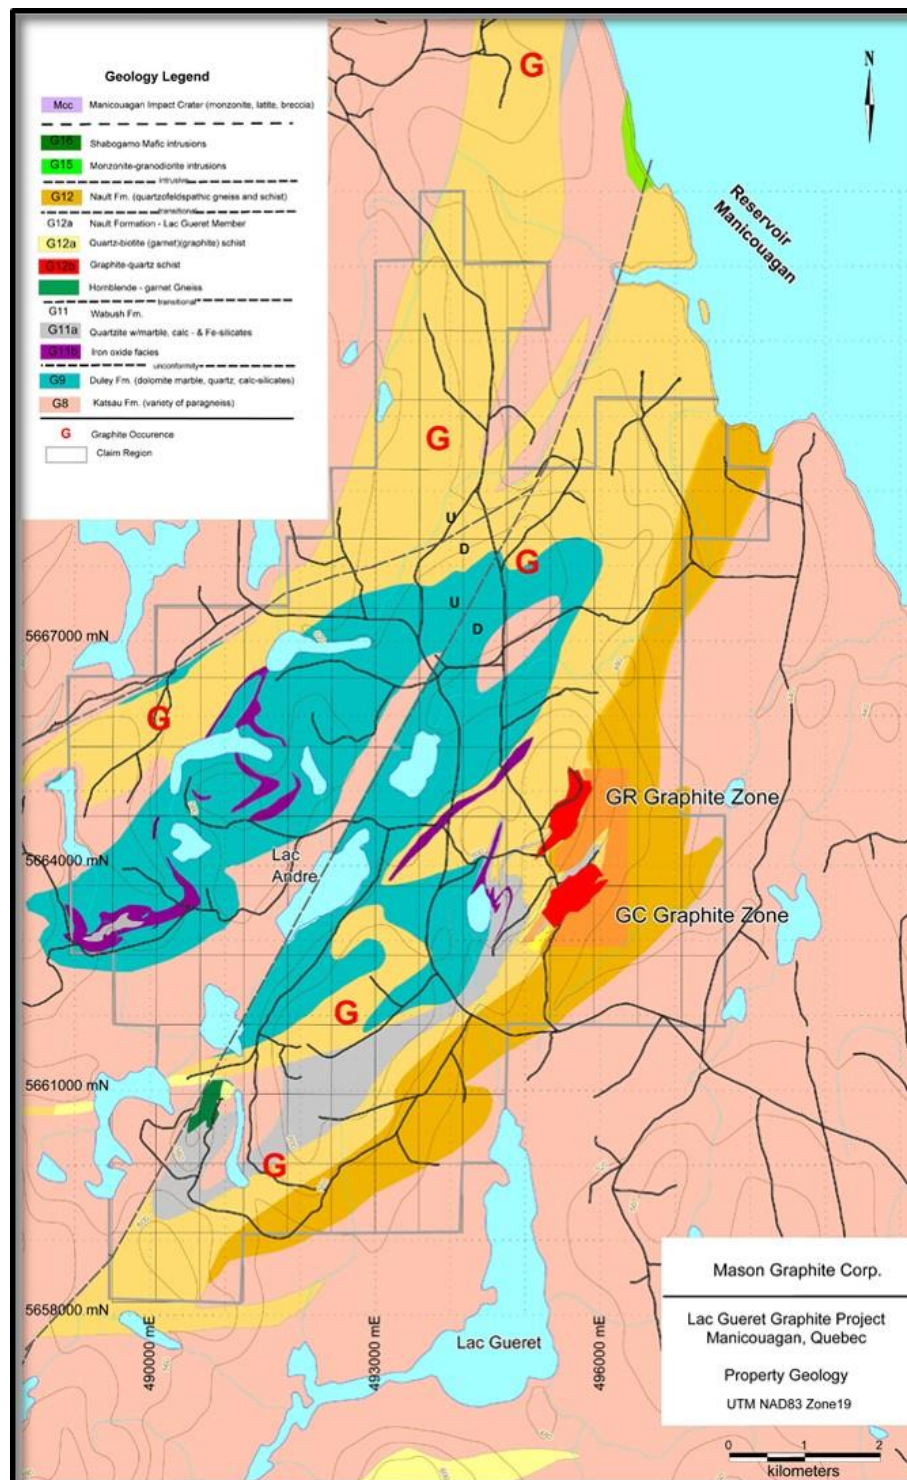 Geology Legend
Mcc Manicouagan Impact Crater (monzonite, latite, breccia)
G16 Shabogamo Mafic intrusions
G15 Monzonite-granodiorite intrusions
intrusive
G12 Nault Fm. (quartzofeldspathic gneiss and schist)
transitional
G12a Nault Formation - Lac Gueret Member
G12a Quartz-biotite (garnet)(graphite) schist
G12b Graphite-quartz schist
Hornblende - garnet Gneiss
transitional
G11 Wabush Fm.
G11a Quartzite w/marble, calc - & Fe-silicates
G11b Iron oxide facies
unconformity
G9 Duley Fm. (dolomite marble, quartz, calc-silicates)
G8 Katsau Fm. (variety of paragneiss)
G Graphite Occurence
Claim Region
G
N
Reservoir
Manicouagan
G
U
D
G
U
D
5667000 mN
G
GR Graphite Zone
5664000 mN
Lac
Andre
GC Graphite Zone
G
5661000 mN
G
5658000 mN
490000 mE
493000 mE
496000 mE
Lac Gueret
Mason Graphite Corp.
Lac Gueret Graphite Project
Manicouagan, Quebec
Property Geology
UTM NAD83 Zone19
0 1 2
kilometers